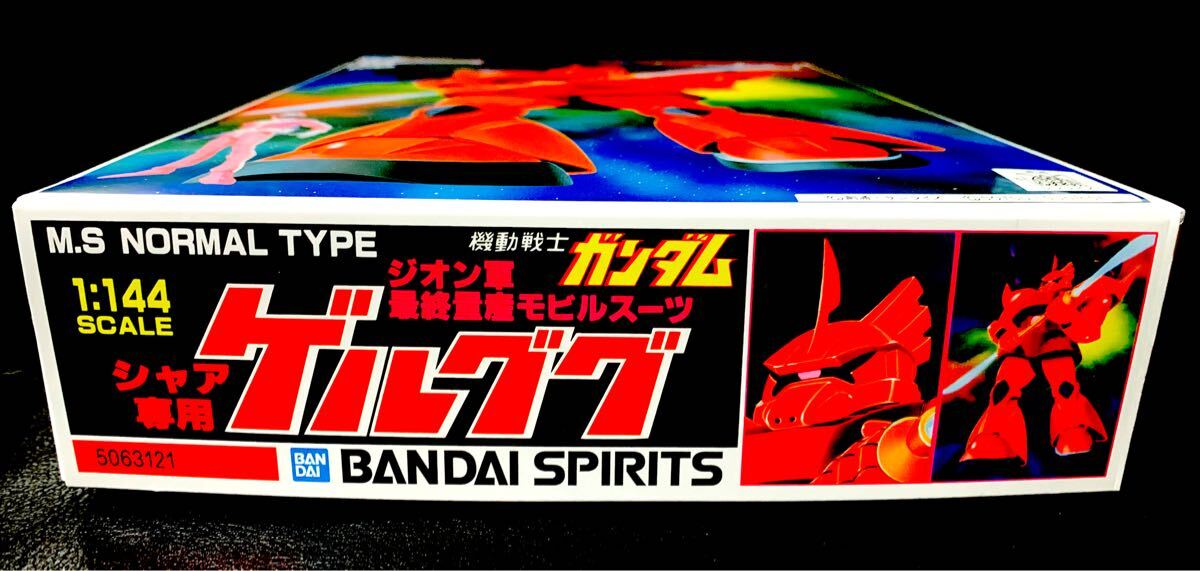 M.S NORMAL TYPE
機動戦士
ガンダム
1:144
SCALE
ジオン軍
最終量産モビルスーツ
シャア
専用
ゲルググ
5063121
BAN
DAI
BANDAI SPIRITS